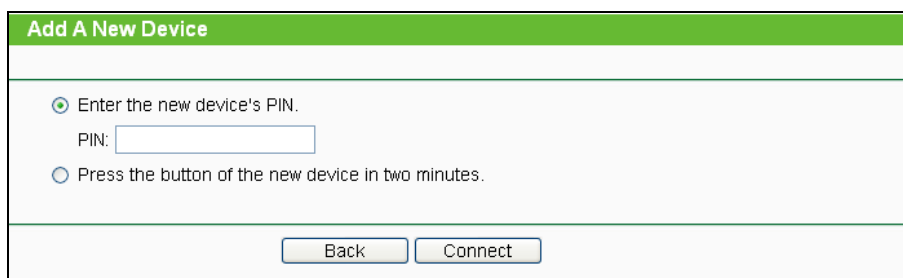 Add A New Device
Enter the new device's PIN.
PIN:
Press the button of the new device in two minutes.
Back Connect